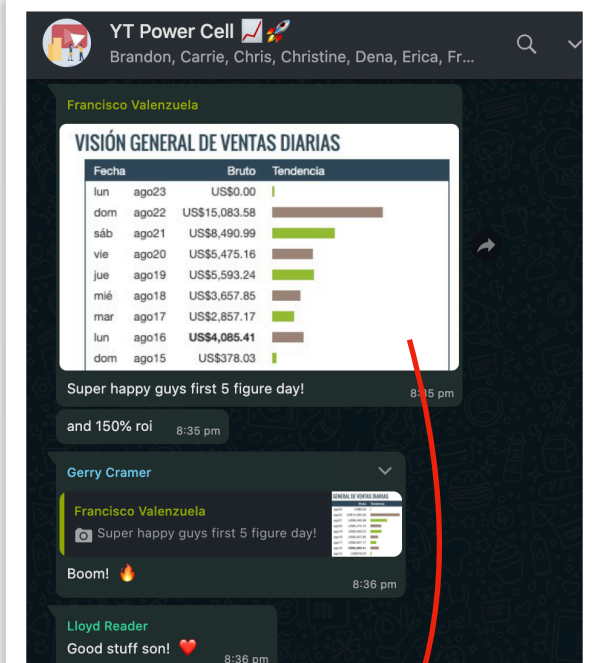 YT Power Cell 📈🚀
Brandon, Carrie, Chris, Christine, Dena, Erica, Fr...
Francisco Valenzuela
VISIÓN GENERAL DE VENTAS DIARIAS
Fecha Bruto Tendencia
lun ago23 US$0.00
dom ago22 US$15,083.58
sáb ago21 US$8,490.99
vie ago20 US$5,475.16
jue ago19 US$5,593.24
mié ago18 US$3,657.85
mar ago17 US$2,857.17
lun ago16 US$4,085.41
dom ago15 US$378.03
Super happy guys first 5 figure day!
8:35 pm
and 150% roi 8:35 pm
Gerry Cramer
Francisco Valenzuela
Super happy guys first 5 figure day!
Boom! 🔥
8:36 pm
Lloyd Reader
Good stuff son! ❤️
8:36 pm